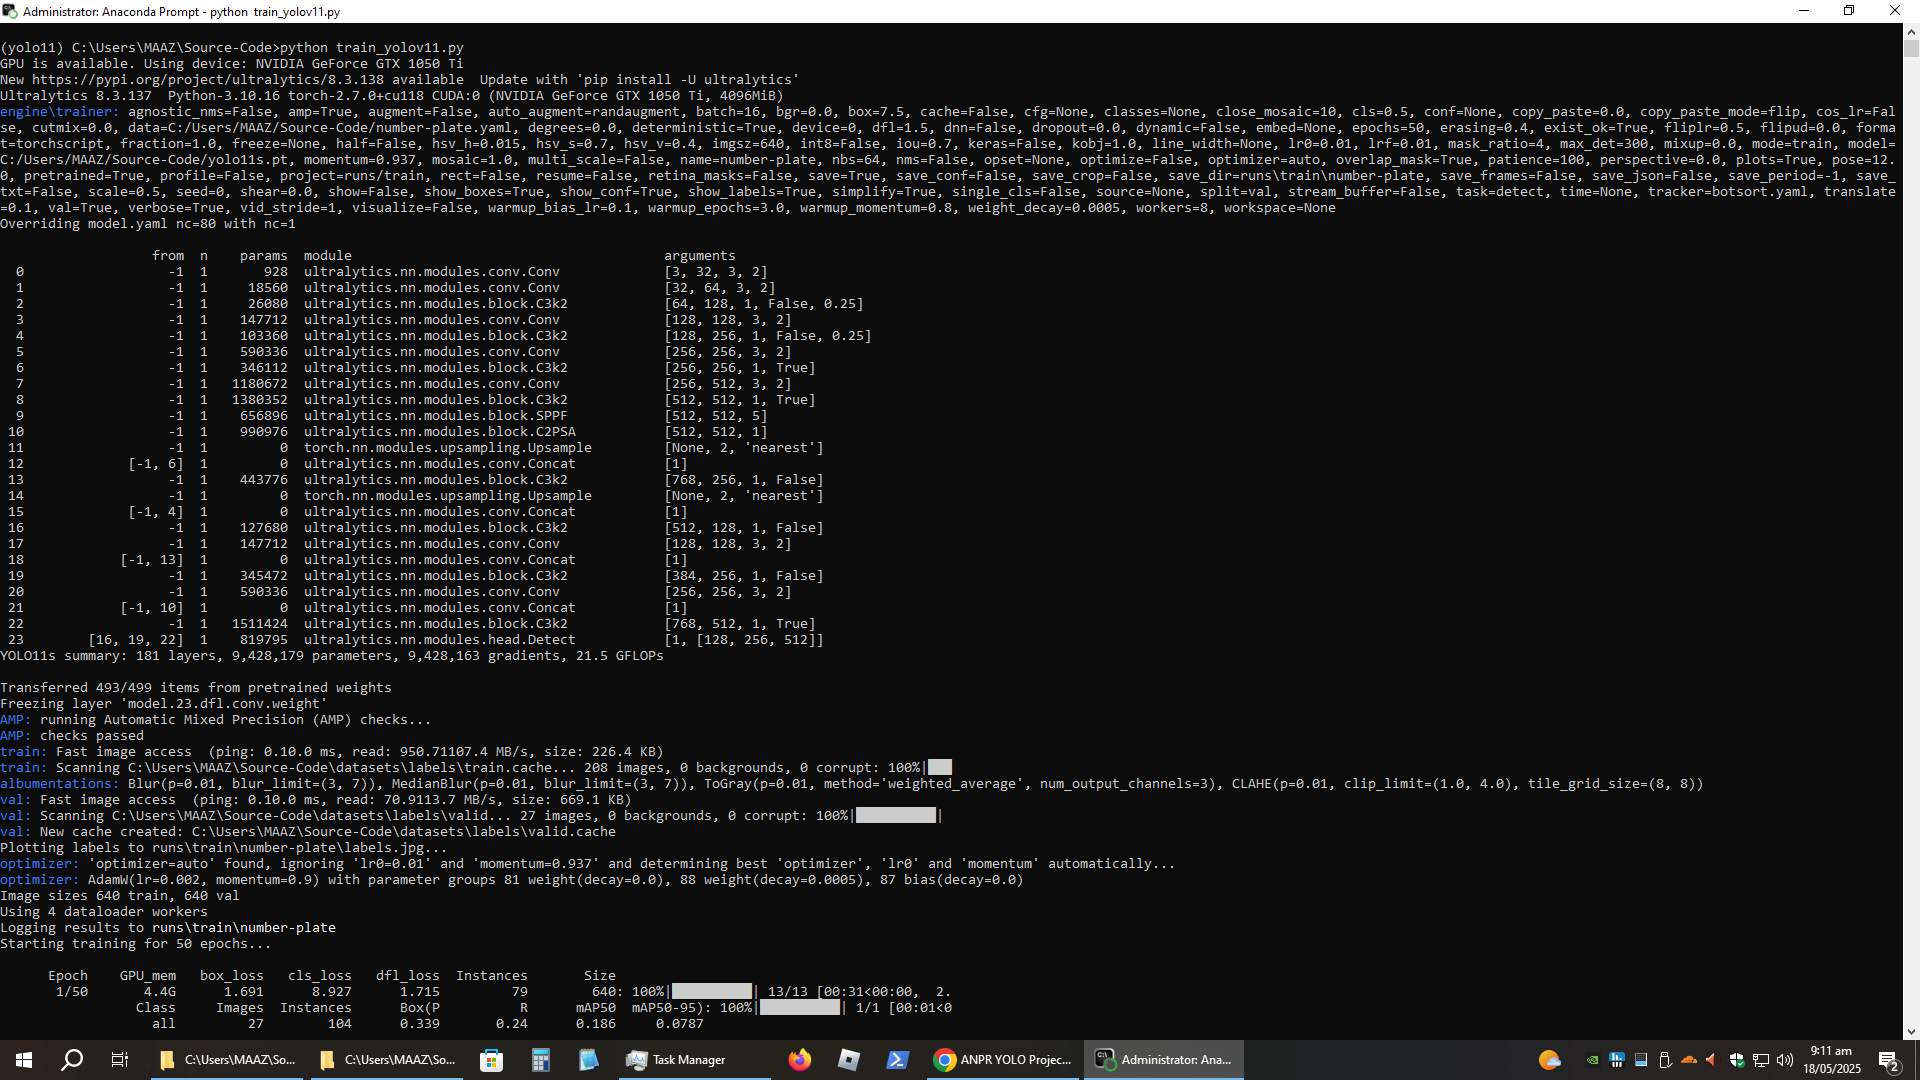 Administrator: Anaconda Prompt - python  train_yolov11.py
(yolo11) C:\Users\MAAZ\Source-Code>python train_yolov11.py
GPU is available. Using device: NVIDIA GeForce GTX 1050 Ti
New https://pypi.org/project/ultralytics/8.3.138 available  Update with 'pip install -U ultralytics'
Ultralytics 8.3.137  Python-3.10.16 torch-2.7.0+cu118 CUDA:0 (NVIDIA GeForce GTX 1050 Ti, 4096MiB)
engine\trainer: agnostic_nms=False, amp=True, augment=False, auto_augment=randaugment, batch=16, bgr=0.0, box=7.5, cache=False, cfg=None, classes=None, close_mosaic=10, cls=0.5, conf=None, copy_paste=0.0, copy_paste_mode=flip, cos_lr=Fal
se, cutmix=0.0, data=C:/Users/MAAZ/Source-Code/number-plate.yaml, degrees=0.0, deterministic=True, device=0, dfl=1.5, dnn=False, dropout=0.0, dynamic=False, embed=None, epochs=50, erasing=0.4, exist_ok=True, fliplr=0.5, flipud=0.0, forma
t=torchscript, fraction=1.0, freeze=None, half=False, hsv_h=0.015, hsv_s=0.7, hsv_v=0.4, imgsz=640, int8=False, iou=0.7, keras=False, kobj=1.0, line_width=None, lr0=0.01, lrf=0.01, mask_ratio=4, max_det=300, mixup=0.0, mode=train, model=
C:/Users/MAAZ/Source-Code/yolo11s.pt, momentum=0.937, mosaic=1.0, multi_scale=False, name=number-plate, nbs=64, nms=False, opset=None, optimize=False, optimizer=auto, overlap_mask=True, patience=100, perspective=0.0, plots=True, pose=12.
0, pretrained=True, profile=False, project=runs/train, rect=False, resume=False, retina_masks=False, save=True, save_conf=False, save_crop=False, save_dir=runs\train\number-plate, save_frames=False, save_json=False, save_period=-1, save_
txt=False, scale=0.5, seed=0, shear=0.0, show=False, show_boxes=True, show_conf=True, show_labels=True, simplify=True, single_cls=False, source=None, split=val, stream_buffer=False, task=detect, time=None, tracker=botsort.yaml, translate
=0.1, val=True, verbose=True, vid_stride=1, visualize=False, warmup_bias_lr=0.1, warmup_epochs=3.0, warmup_momentum=0.8, weight_decay=0.0005, workers=8, workspace=None
Overriding model.yaml nc=80 with nc=1
from  n    params  module                                       arguments
0                  -1  1       928  ultralytics.nn.modules.conv.Conv             [3, 32, 3, 2]
1                  -1  1     18560  ultralytics.nn.modules.conv.Conv             [32, 64, 3, 2]
2                  -1  1     26080  ultralytics.nn.modules.block.C3k2            [64, 128, 1, False, 0.25]
3                  -1  1    147712  ultralytics.nn.modules.conv.Conv             [128, 128, 3, 2]
4                  -1  1    103360  ultralytics.nn.modules.block.C3k2            [128, 256, 1, False, 0.25]
5                  -1  1    590336  ultralytics.nn.modules.conv.Conv             [256, 256, 3, 2]
6                  -1  1    346112  ultralytics.nn.modules.block.C3k2            [256, 256, 1, True]
7                  -1  1   1180672  ultralytics.nn.modules.conv.Conv             [256, 512, 3, 2]
8                  -1  1   1380352  ultralytics.nn.modules.block.C3k2            [512, 512, 1, True]
9                  -1  1    656896  ultralytics.nn.modules.block.SPPF            [512, 512, 5]
10                  -1  1    990976  ultralytics.nn.modules.block.C2PSA           [512, 512, 1]
11                  -1  1         0  torch.nn.modules.upsampling.Upsample         [None, 2, 'nearest']
12             [-1, 6]  1         0  ultralytics.nn.modules.conv.Concat           [1]
13                  -1  1    443776  ultralytics.nn.modules.block.C3k2            [768, 256, 1, False]
14                  -1  1         0  torch.nn.modules.upsampling.Upsample         [None, 2, 'nearest']
15             [-1, 4]  1         0  ultralytics.nn.modules.conv.Concat           [1]
16                  -1  1    127680  ultralytics.nn.modules.block.C3k2            [512, 128, 1, False]
17                  -1  1    147712  ultralytics.nn.modules.conv.Conv             [128, 128, 3, 2]
18            [-1, 13]  1         0  ultralytics.nn.modules.conv.Concat           [1]
19                  -1  1    345472  ultralytics.nn.modules.block.C3k2            [384, 256, 1, False]
20                  -1  1    590336  ultralytics.nn.modules.conv.Conv             [256, 256, 3, 2]
21            [-1, 10]  1         0  ultralytics.nn.modules.conv.Concat           [1]
22                  -1  1   1511424  ultralytics.nn.modules.block.C3k2            [768, 512, 1, True]
23        [16, 19, 22]  1    819795  ultralytics.nn.modules.head.Detect           [1, [128, 256, 512]]
YOLO11s summary: 181 layers, 9,428,179 parameters, 9,428,163 gradients, 21.5 GFLOPs
Transferred 493/499 items from pretrained weights
Freezing layer 'model.23.dfl.conv.weight'
AMP: running Automatic Mixed Precision (AMP) checks...
AMP: checks passed
train: Fast image access  (ping: 0.10.0 ms, read: 950.71107.4 MB/s, size: 226.4 KB)
train: Scanning C:\Users\MAAZ\Source-Code\datasets\labels\train.cache... 208 images, 0 backgrounds, 0 corrupt: 100%|
albumentations: Blur(p=0.01, blur_limit=(3, 7)), MedianBlur(p=0.01, blur_limit=(3, 7)), ToGray(p=0.01, method='weighted_average', num_output_channels=3), CLAHE(p=0.01, clip_limit=(1.0, 4.0), tile_grid_size=(8, 8))
val: Fast image access  (ping: 0.10.0 ms, read: 70.9113.7 MB/s, size: 669.1 KB)
val: Scanning C:\Users\MAAZ\Source-Code\datasets\labels\valid... 27 images, 0 backgrounds, 0 corrupt: 100%| |
val: New cache created: C:\Users\MAAZ\Source-Code\datasets\labels\valid.cache
Plotting labels to runs\train\number-plate\labels.jpg...
optimizer: 'optimizer=auto' found, ignoring 'lr0=0.01' and 'momentum=0.937' and determining best 'optimizer', 'lr0' and 'momentum' automatically...
optimizer: AdamW(lr=0.002, momentum=0.9) with parameter groups 81 weight(decay=0.0), 88 weight(decay=0.0005), 87 bias(decay=0.0)
Image sizes 640 train, 640 val
Using 4 dataloader workers
Logging results to runs\train\number-plate
Starting training for 50 epochs...
Epoch    GPU_mem   box_loss   cls_loss   dfl_loss  Instances       Size
1/50       4.4G      1.691      8.927      1.715         79        640: 100%| | 13/13 [00:31<00:00,  2.
Class     Images  Instances      Box(P          R      mAP50  mAP50-95): 100%| | 1/1 [00:01<0
all         27        104      0.339       0.24      0.186     0.0787
C:\Users\MAAZ\So...
C:\Users\MAAZ\So...
Task Manager
ANPR YOLO Projec...
Administrator: Ana...
9:11 am
18/05/2025
2